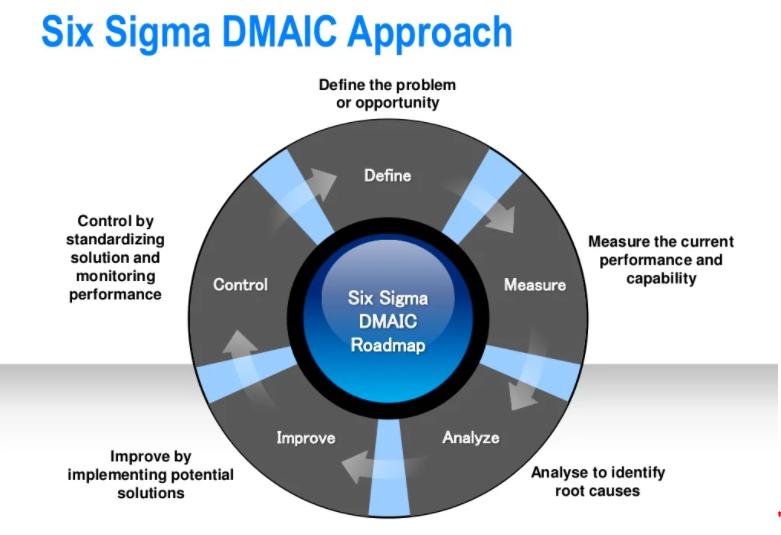 Six Sigma DMAIC Approach
Define the problem
or opportunity
Define
Control by
standardizing
solution and
monitoring
performance
Measure the current
performance and
capability
Control
Measure
Six Sigma
DMAIC
Roadmap
Improve
Analyze
Improve by
implementing potential
solutions
Analyse to identify
root causes